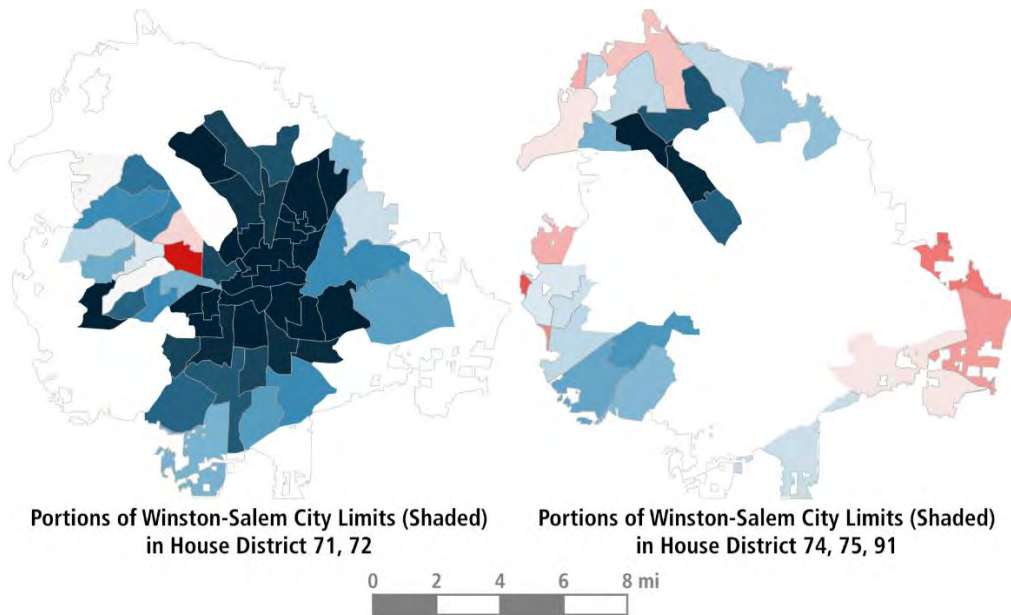 Portions of Winston-Salem City Limits (Shaded)
in House District 71, 72
Portions of Winston-Salem City Limits (Shaded)
in House District 74, 75, 91
0 2 4 6 8 mi